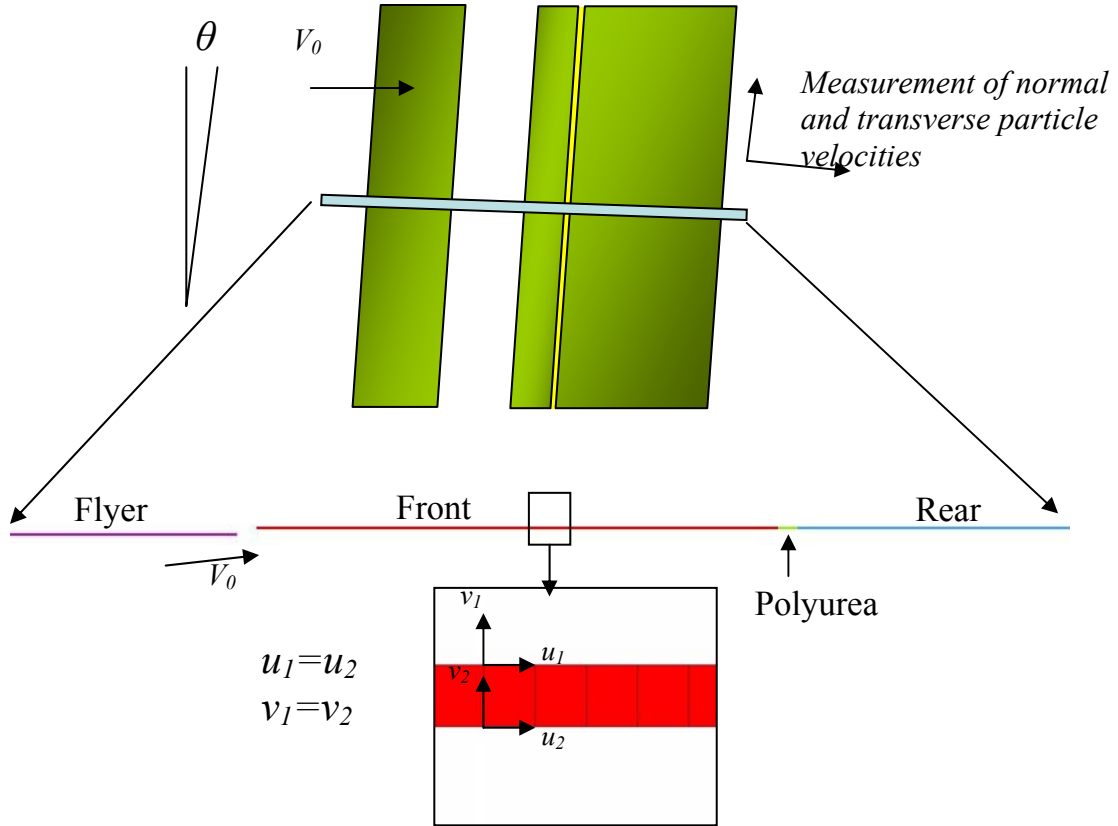 θ
V₀
Measurement of normal
and transverse particle
velocities
Flyer
Front
Rear
V₀
Polyurea
v₁
u₁=u₂
u₁
v₂
v₁=v₂
u₂